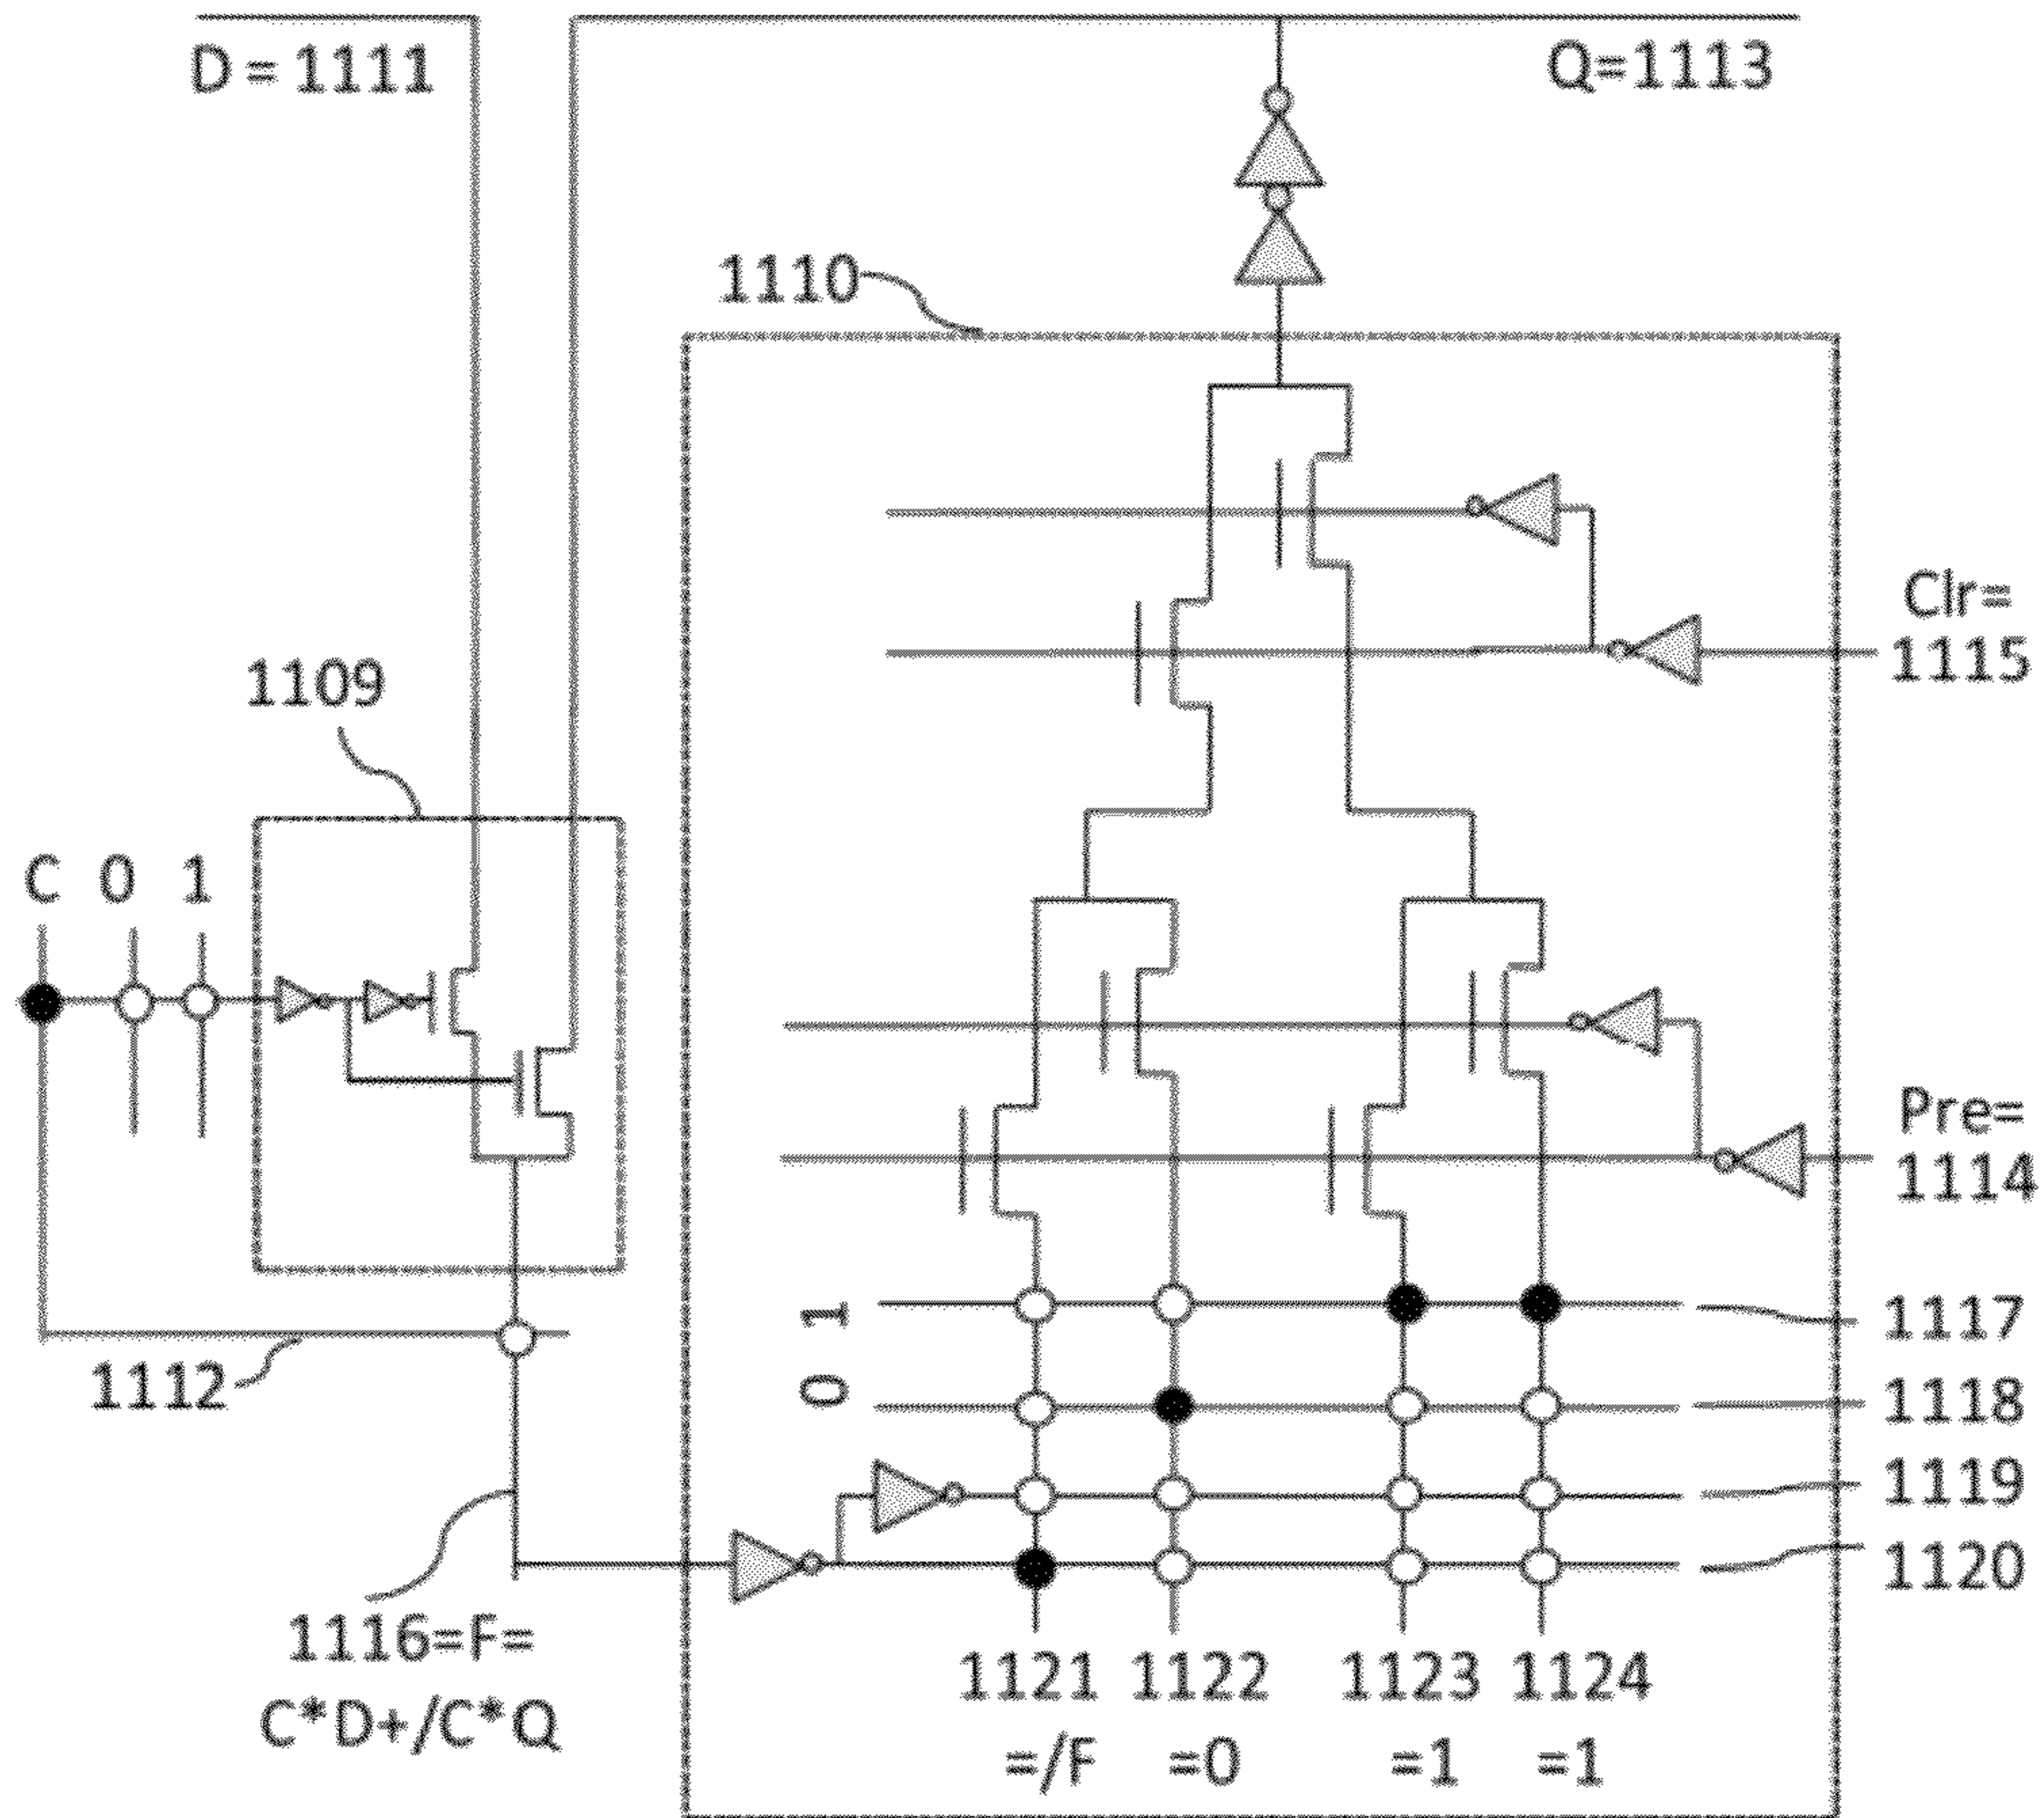 D = 1111
Q=1113
1110
Clr=
1115
1109
C 0 1
Pre=
1114
1
1117
1112
0
1118
1119
1120
1116=F=
C*D+/C*Q
1121 1122 1123 1124
=/F =0 =1 =1